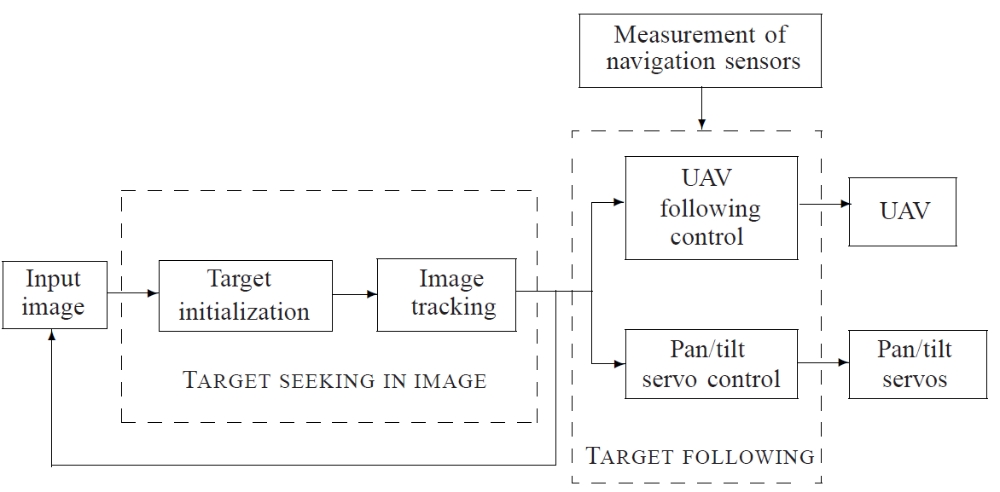 Measurement of
navigation sensors
UAV
following
control
UAV
Input
image
Target
initialization
Image
tracking
TARGET SEEKING IN IMAGE
Pan/tilt
servo control
Pan/tilt
servos
TARGET FOLLOWING